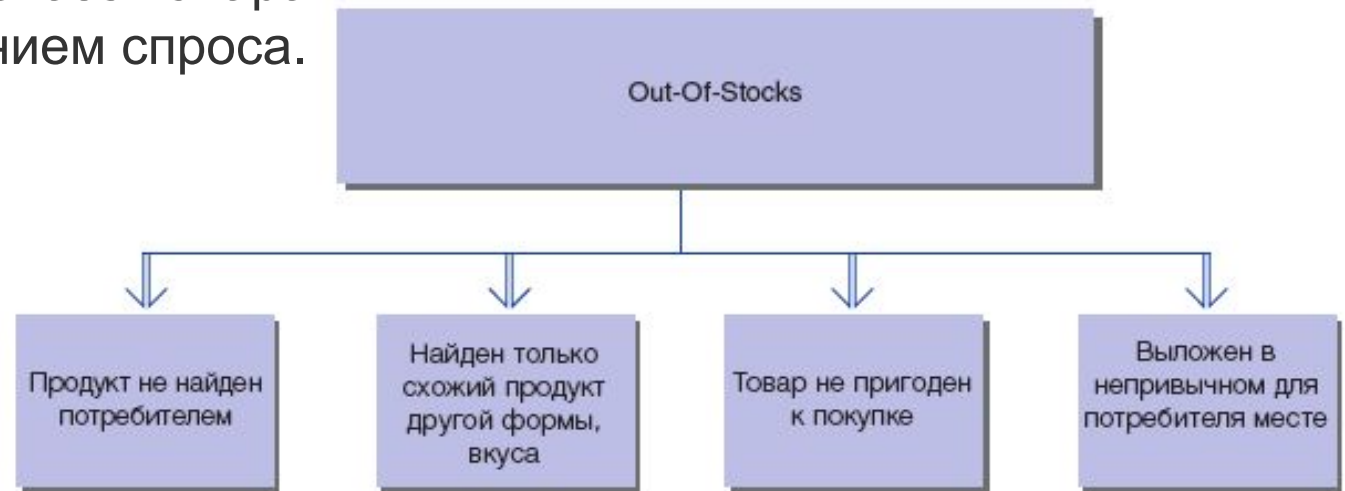 нием спроса.
Out-Of-Stocks
Продукт не найден
потребителем
Найден только
схожий продукт
другой формы,
вкуса
Товар не пригоден
к покупке
Выложен в
непривычном для
потребителя месте